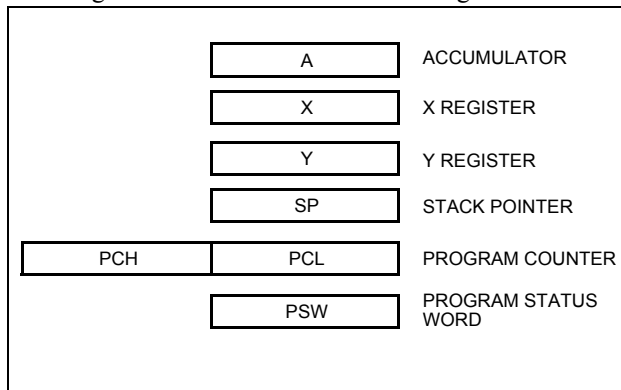 A ACCUMULATOR
X X REGISTER
Y Y REGISTER
SP STACK POINTER
PCH PCL PROGRAM COUNTER
PSW PROGRAM STATUS
WORD